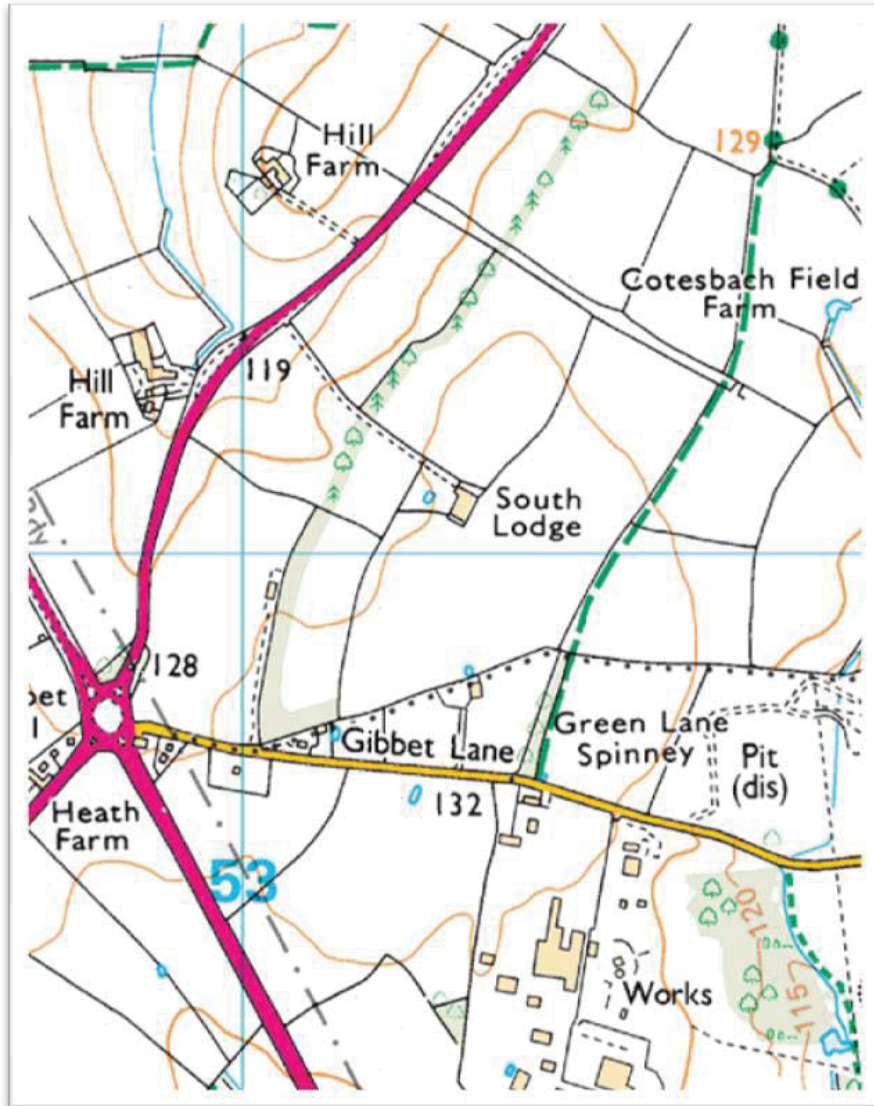 Hill
Farm
129
Cotesbach Field
Farm
119
Hill
Farm
South
Lodge
128
Gibbet Lane
Green Lane
Spinney
Pit
(dis)
132
Heath
Farm
53
120
Works
115